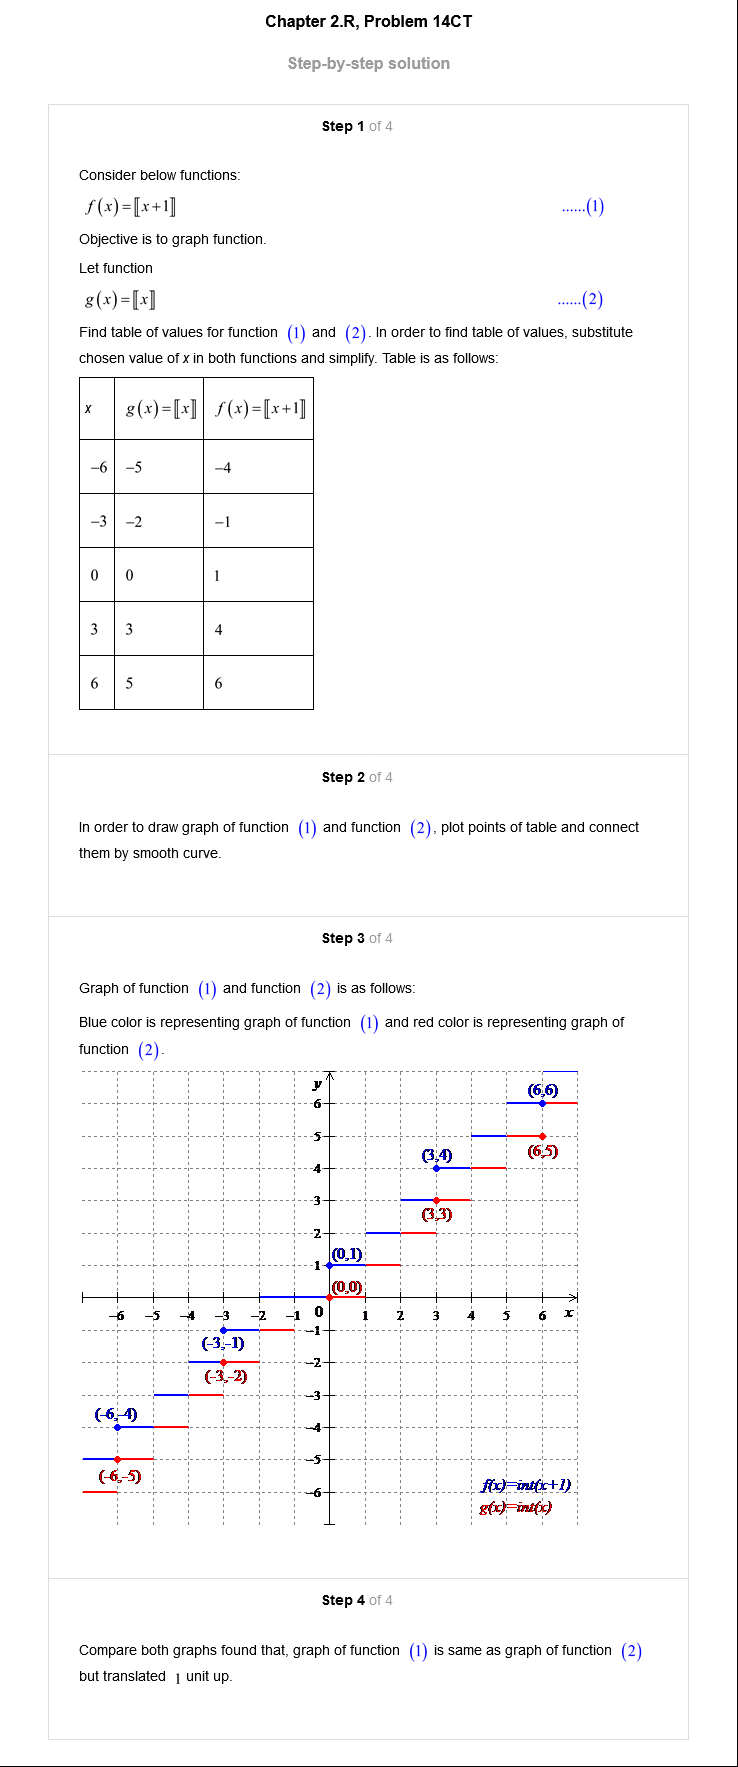 Chapter 2.R, Problem 14CT
Step-by-step solution
Step 1 of 4
Consider below functions:
f(x)=⟦x+1⟧ ......(1)
Objective is to graph function.
Let function
g(x)=⟦x⟧ ......(2)
Find table of values for function (1) and (2). In order to find table of values, substitute
chosen value of x in both functions and simplify. Table is as follows:
x g(x)=⟦x⟧ f(x)=⟦x+1⟧
−6 −5 −4
−3 −2 −1
0 0 1
3 3 4
6 5 6
Step 2 of 4
In order to draw graph of function (1) and function (2), plot points of table and connect
them by smooth curve.
Step 3 of 4
Graph of function (1) and function (2) is as follows:
Blue color is representing graph of function (1) and red color is representing graph of
function (2).
y
(6,6)
6
5
(6,5)
(3,4)
4
3
(3,3)
2
(0,1)
1
(0,0)
−6 −5 −4 −3 −2 −1 0 1 2 3 4 5 6 x
−1
(−3,−1)
−2
(−3,−2)
−3
(−6,−4)
−4
−5
(−6,−5)
−6
f(x)=int(x+1)
g(x)=int(x)
Step 4 of 4
Compare both graphs found that, graph of function (1) is same as graph of function (2)
but translated 1 unit up.